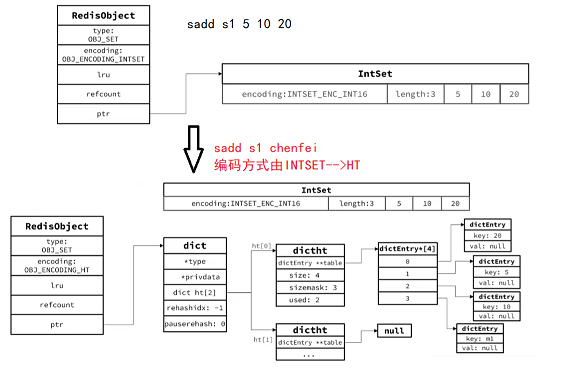 RedisObject
sadd s1 5 10 20
type:
OBJ_SET
encoding:
OBJ_ENCODING_INTSET
lru
refcount
ptr
IntSet
encoding:INTSET_ENC_INT16 length:3 5 10 20
sadd s1 chenfei
编码方式由INTSET-->HT
IntSet
encoding:INTSET_ENC_INT16 length:3 5 10 20
RedisObject
type:
OBJ_SET
encoding:
OBJ_ENCODING_HT
lru
refcount
ptr
dict
*type
*privdata
dict ht[2]
rehashidx: -1
pauserehash: 0
ht[0]
dictht
dictEntry **table
size: 4
sizemask: 3
used: 2
dictEntry*[4]
0
1
2
3
dictEntry
key: 20
val: null
dictEntry
key: 5
val: null
dictEntry
key: 10
val: null
dictEntry
key: m1
val: null
ht[1]
dictht
dictEntry **table
...
null